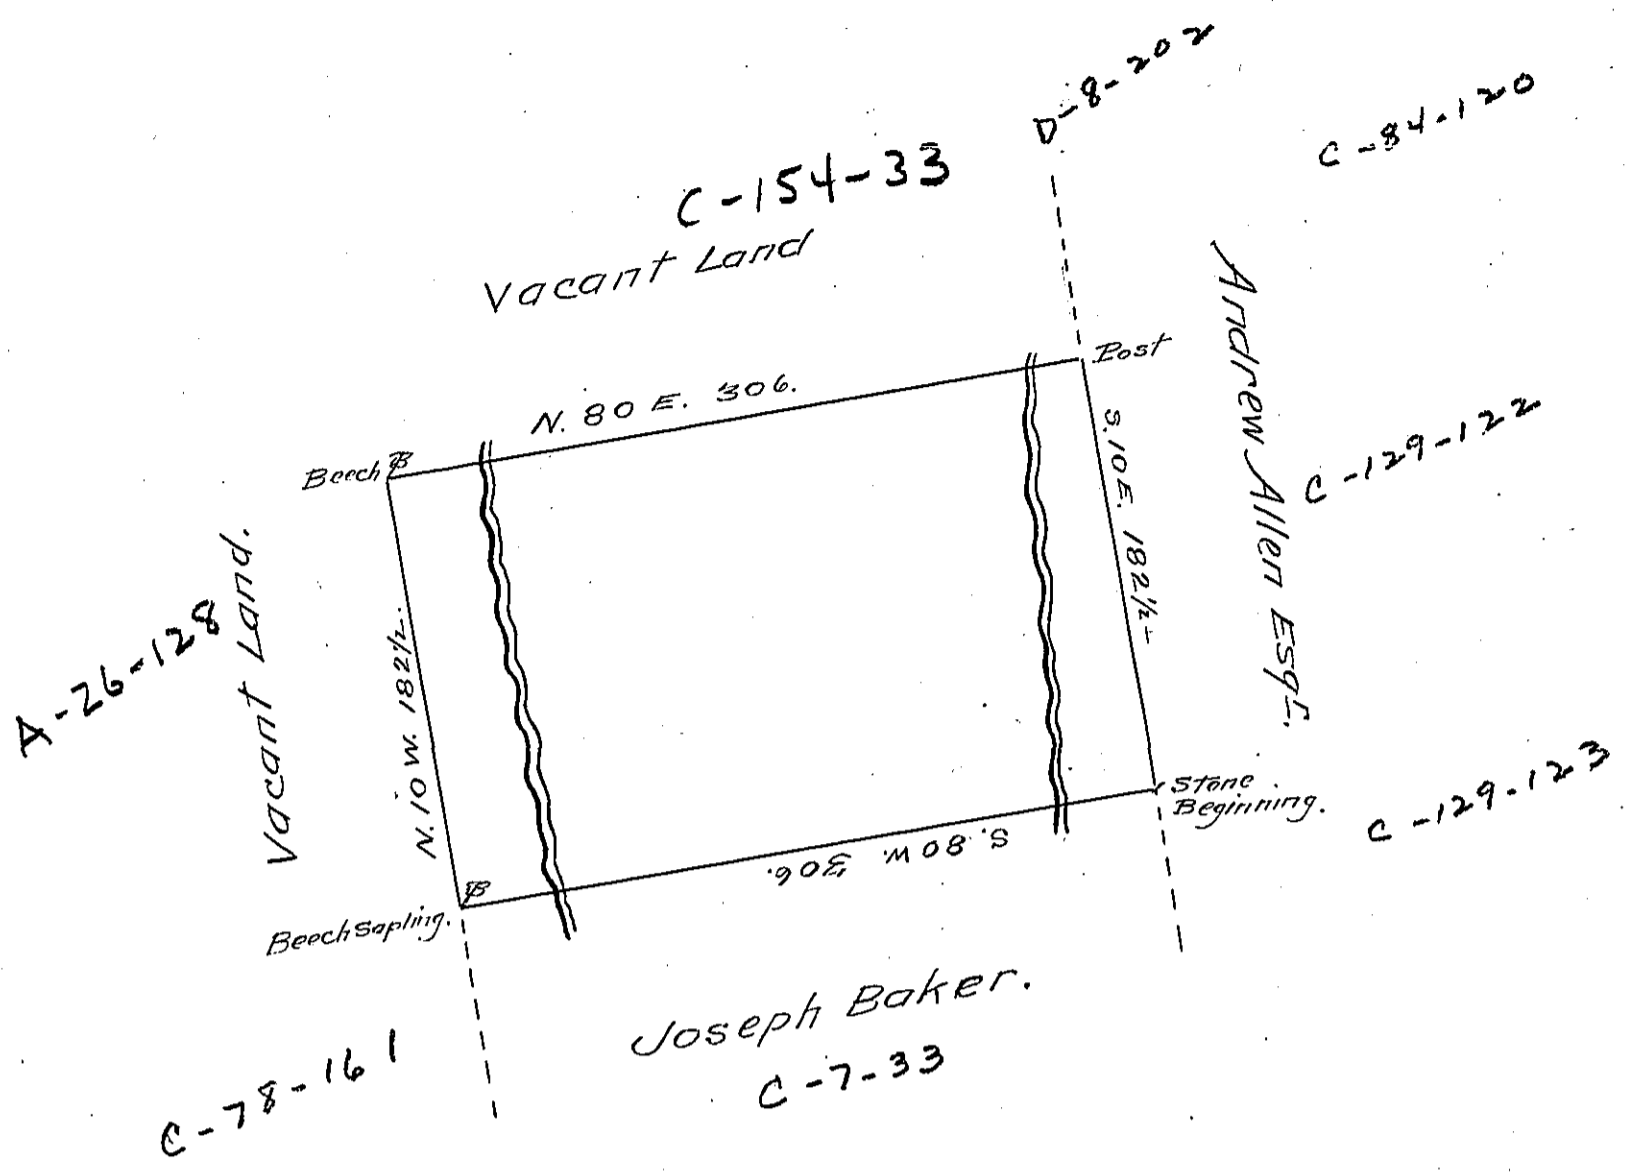 D-8-202
C-84-120
C-154-33
Vacant Land
Post
N. 80 E. 306.
Beech B
S. 10 E. 182½
Andrew Allen Esqr.
C-129-122
Vacant Land.
A-26-128
N. 10 W. 182½.
Stone
Beginning.
C-129-123
S. 80 W. 306.
B
Beech sapling.
Joseph Baker.
C-7-33
C-78-161